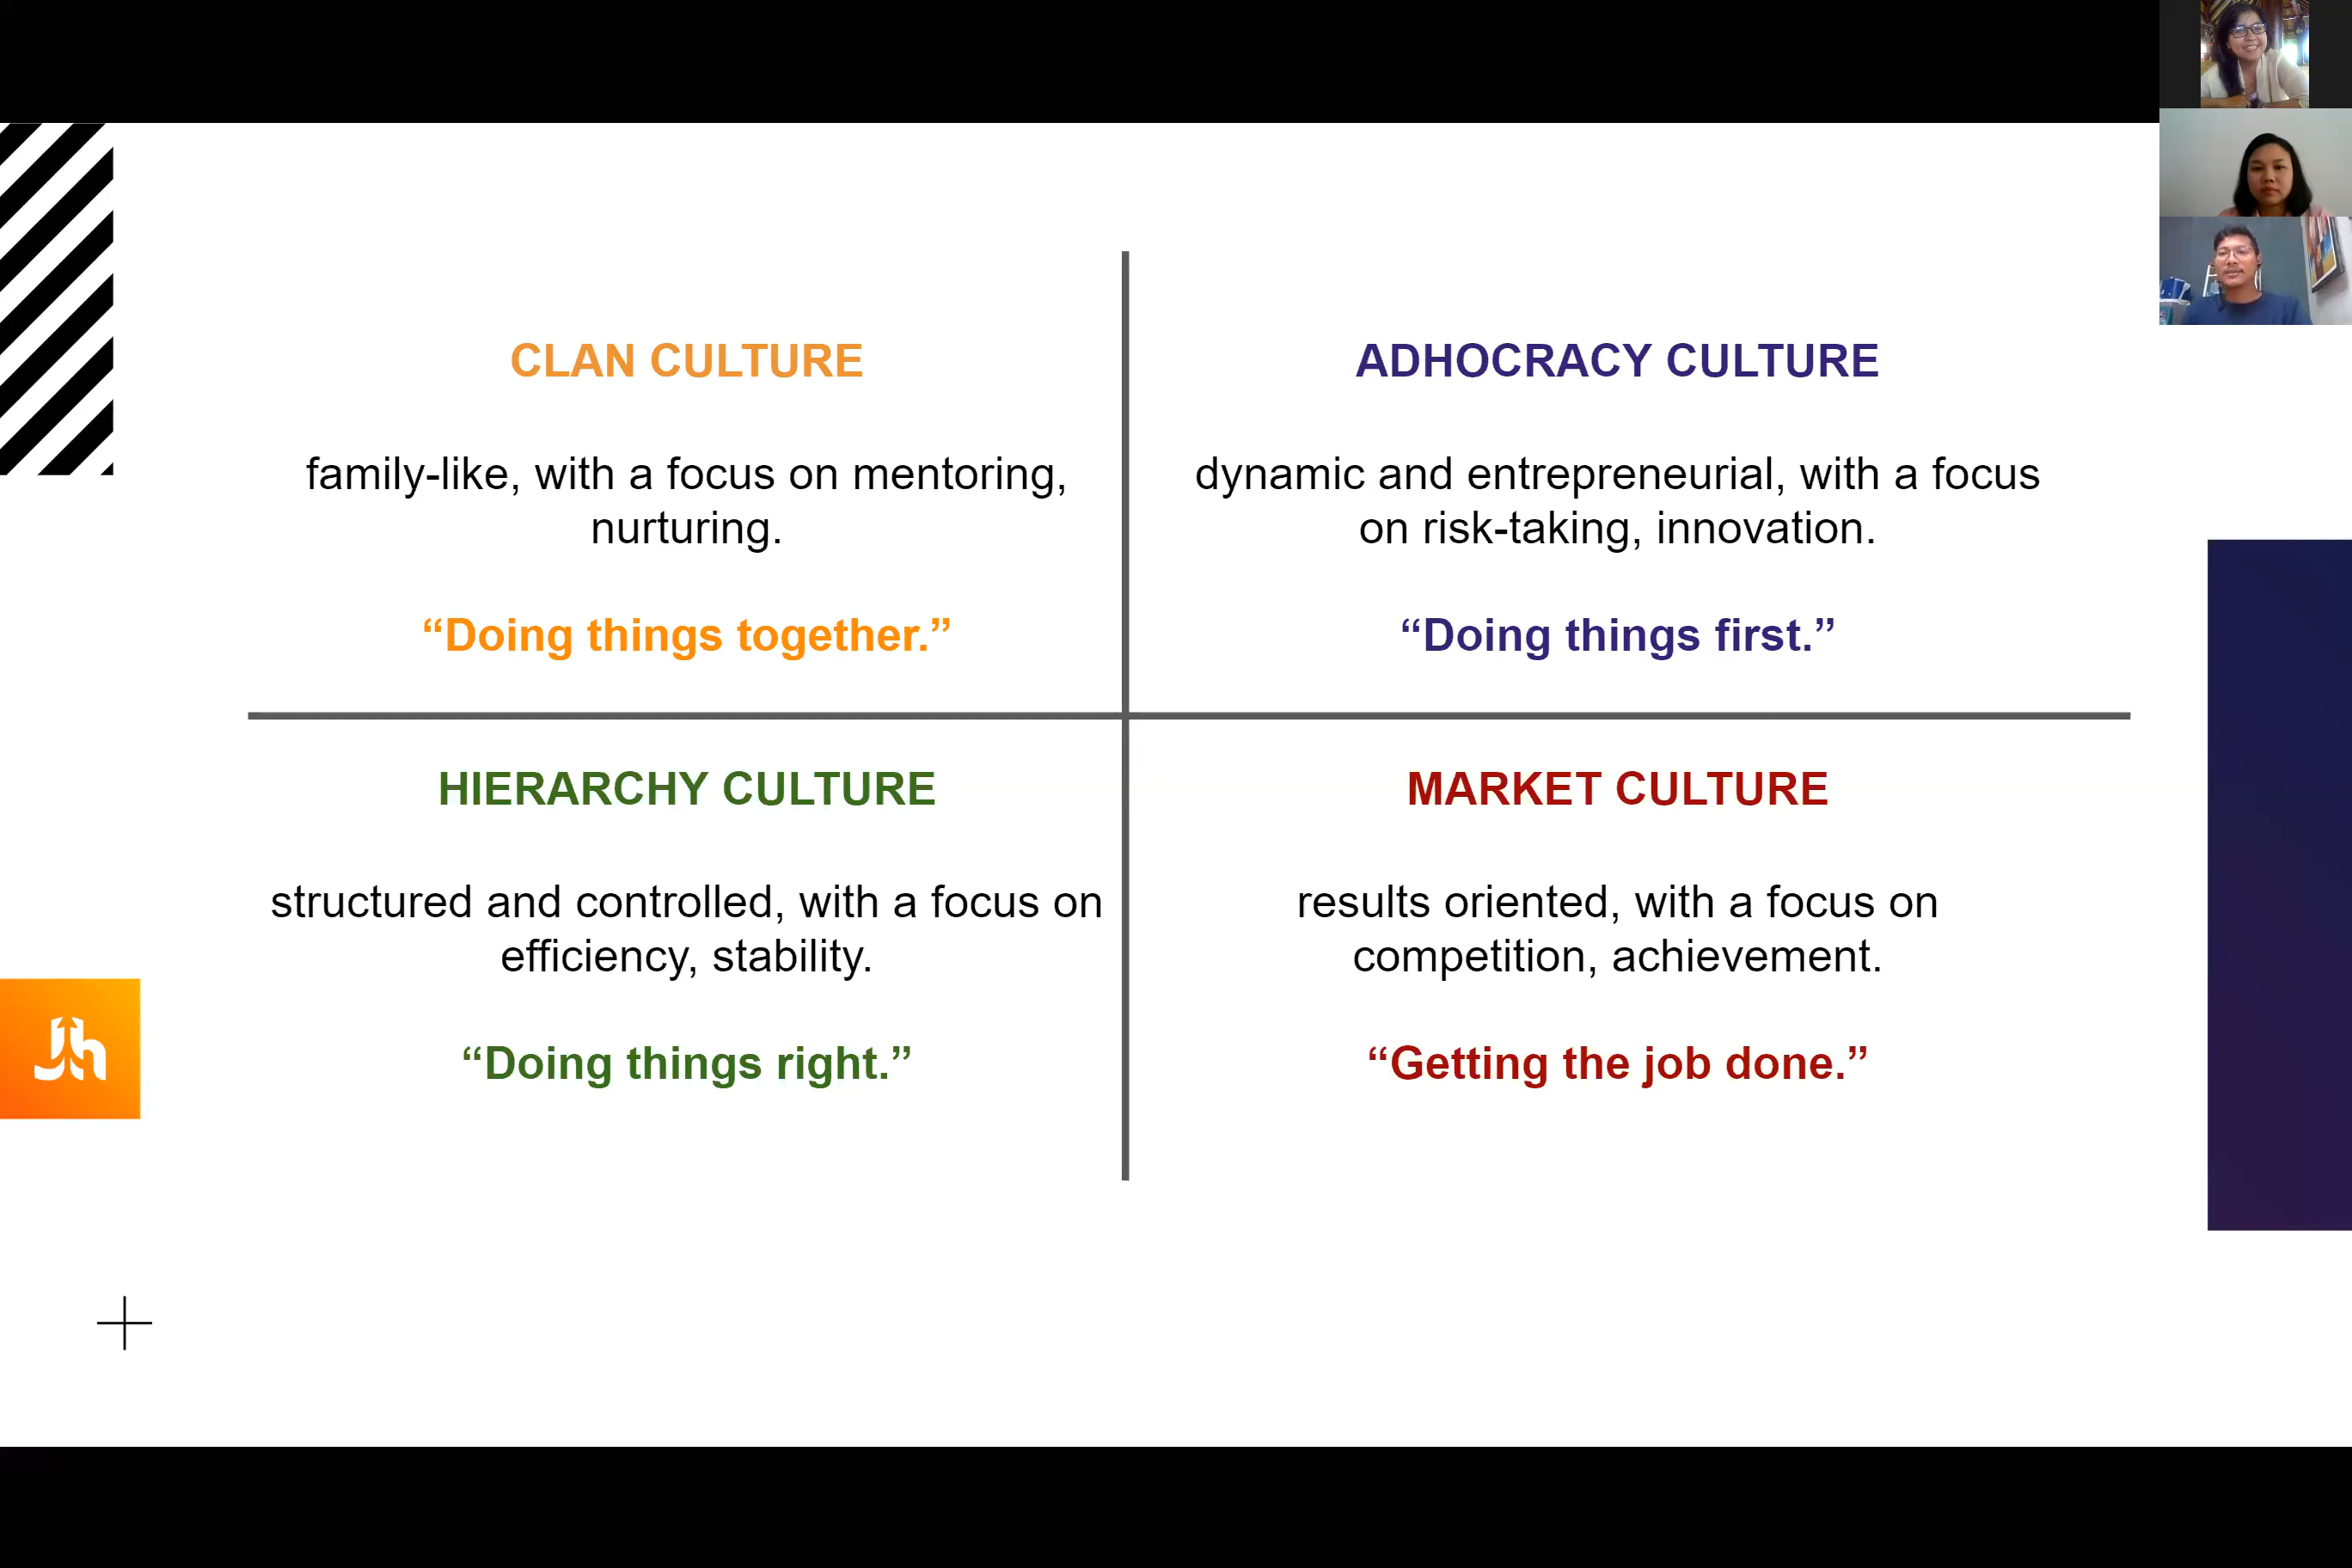 CLAN CULTURE
family-like, with a focus on mentoring,
nurturing.
“Doing things together.”
ADHOCRACY CULTURE
dynamic and entrepreneurial, with a focus
on risk-taking, innovation.
“Doing things first.”
HIERARCHY CULTURE
structured and controlled, with a focus on
efficiency, stability.
“Doing things right.”
MARKET CULTURE
results oriented, with a focus on
competition, achievement.
“Getting the job done.”
Jh